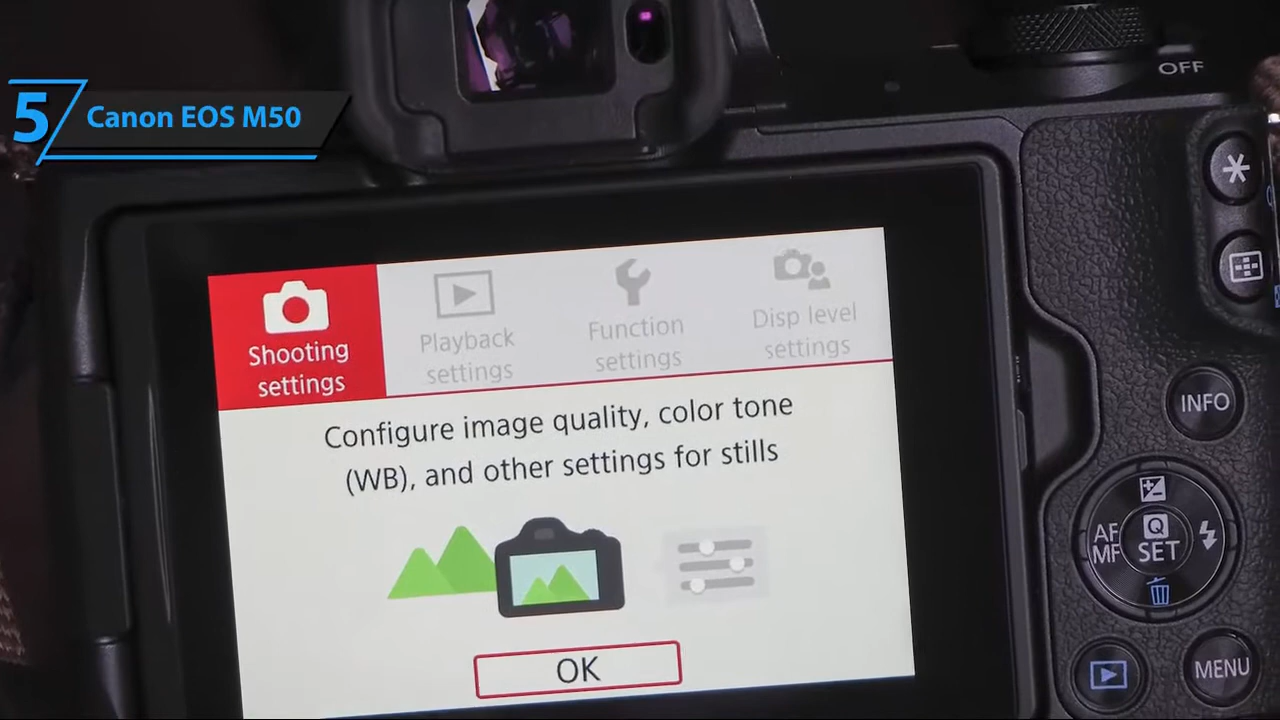 5 Canon EOS M50
OFF
Shooting
settings
Playback
settings
Function
settings
Disp level
settings
Configure image quality, color tone
(WB), and other settings for stills
OK
INFO
AF
MF
Q
SET
MENU